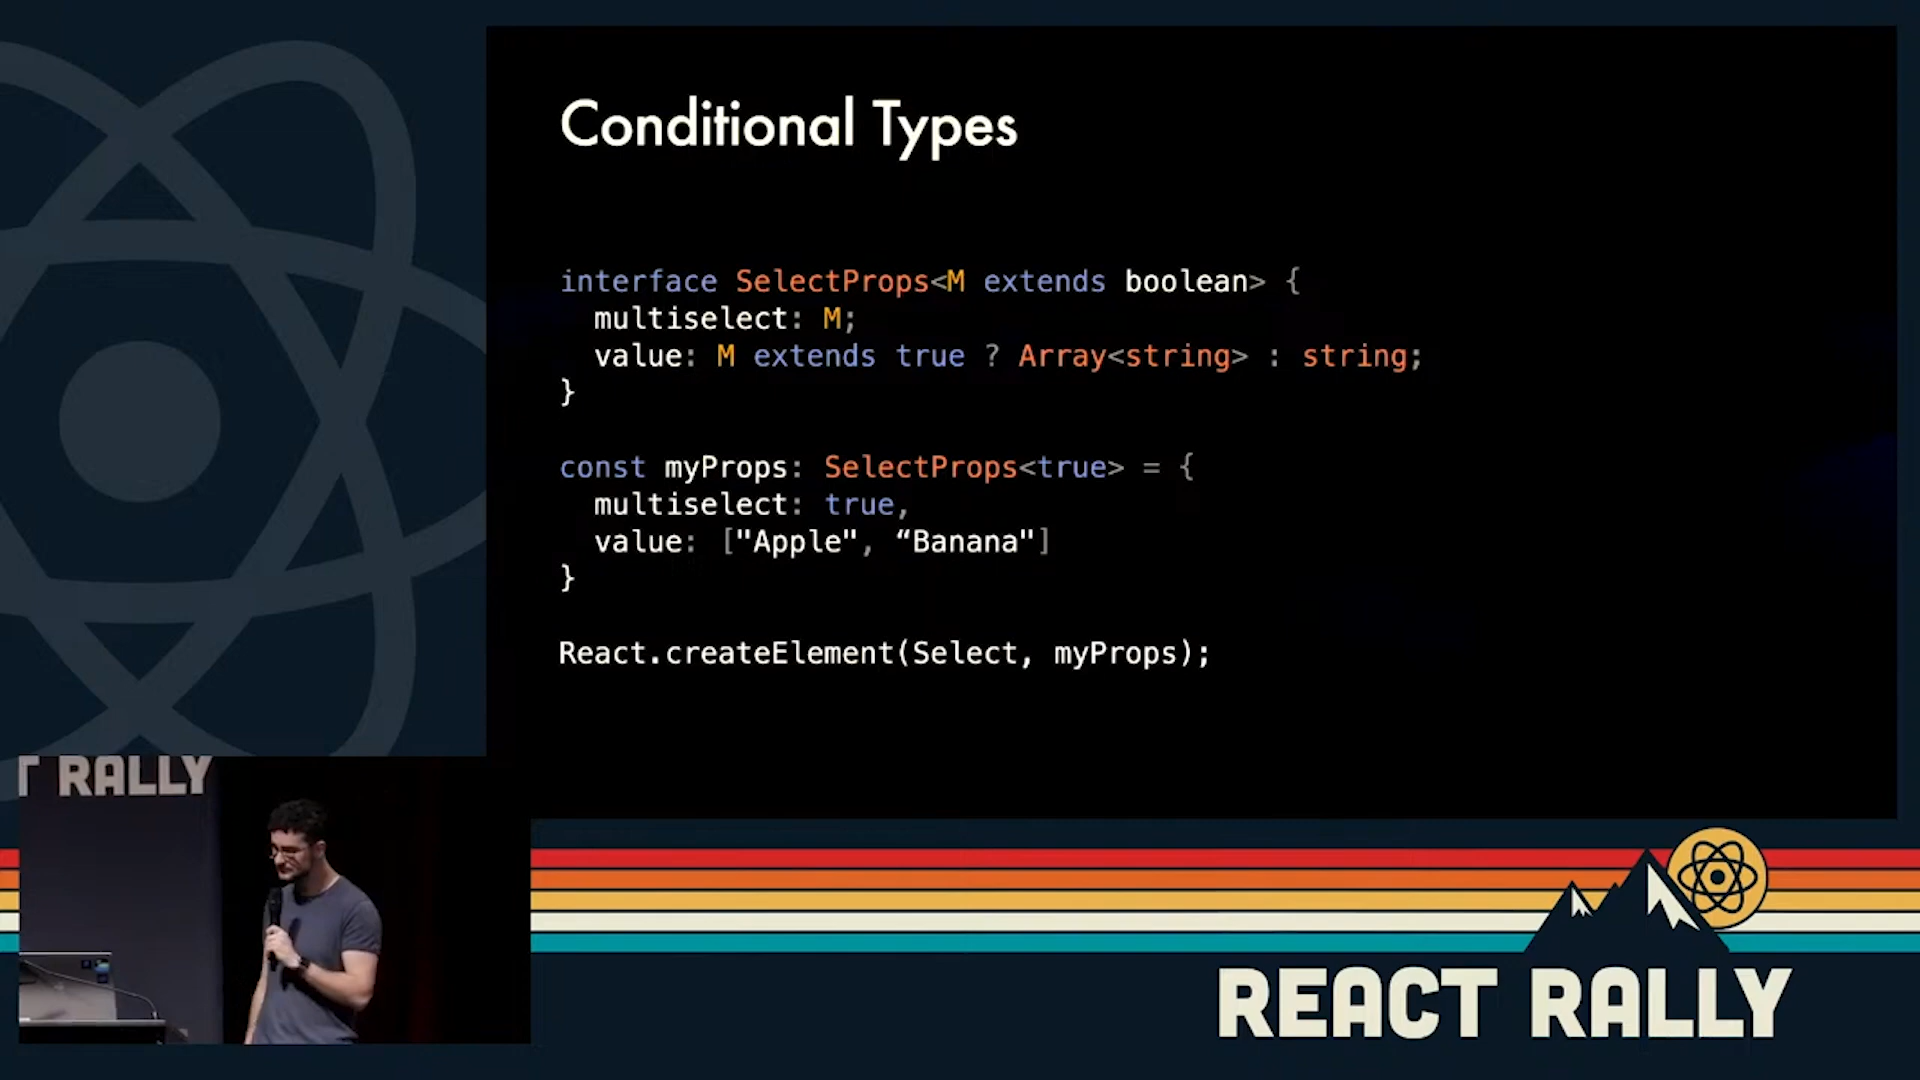 Conditional Types
interface SelectProps<M extends boolean> {
  multiselect: M;
  value: M extends true ? Array<string> : string;
}
const myProps: SelectProps<true> = {
  multiselect: true,
  value: ["Apple", “Banana"]
}
React.createElement(Select, myProps);
T RALLY
REACT RALLY